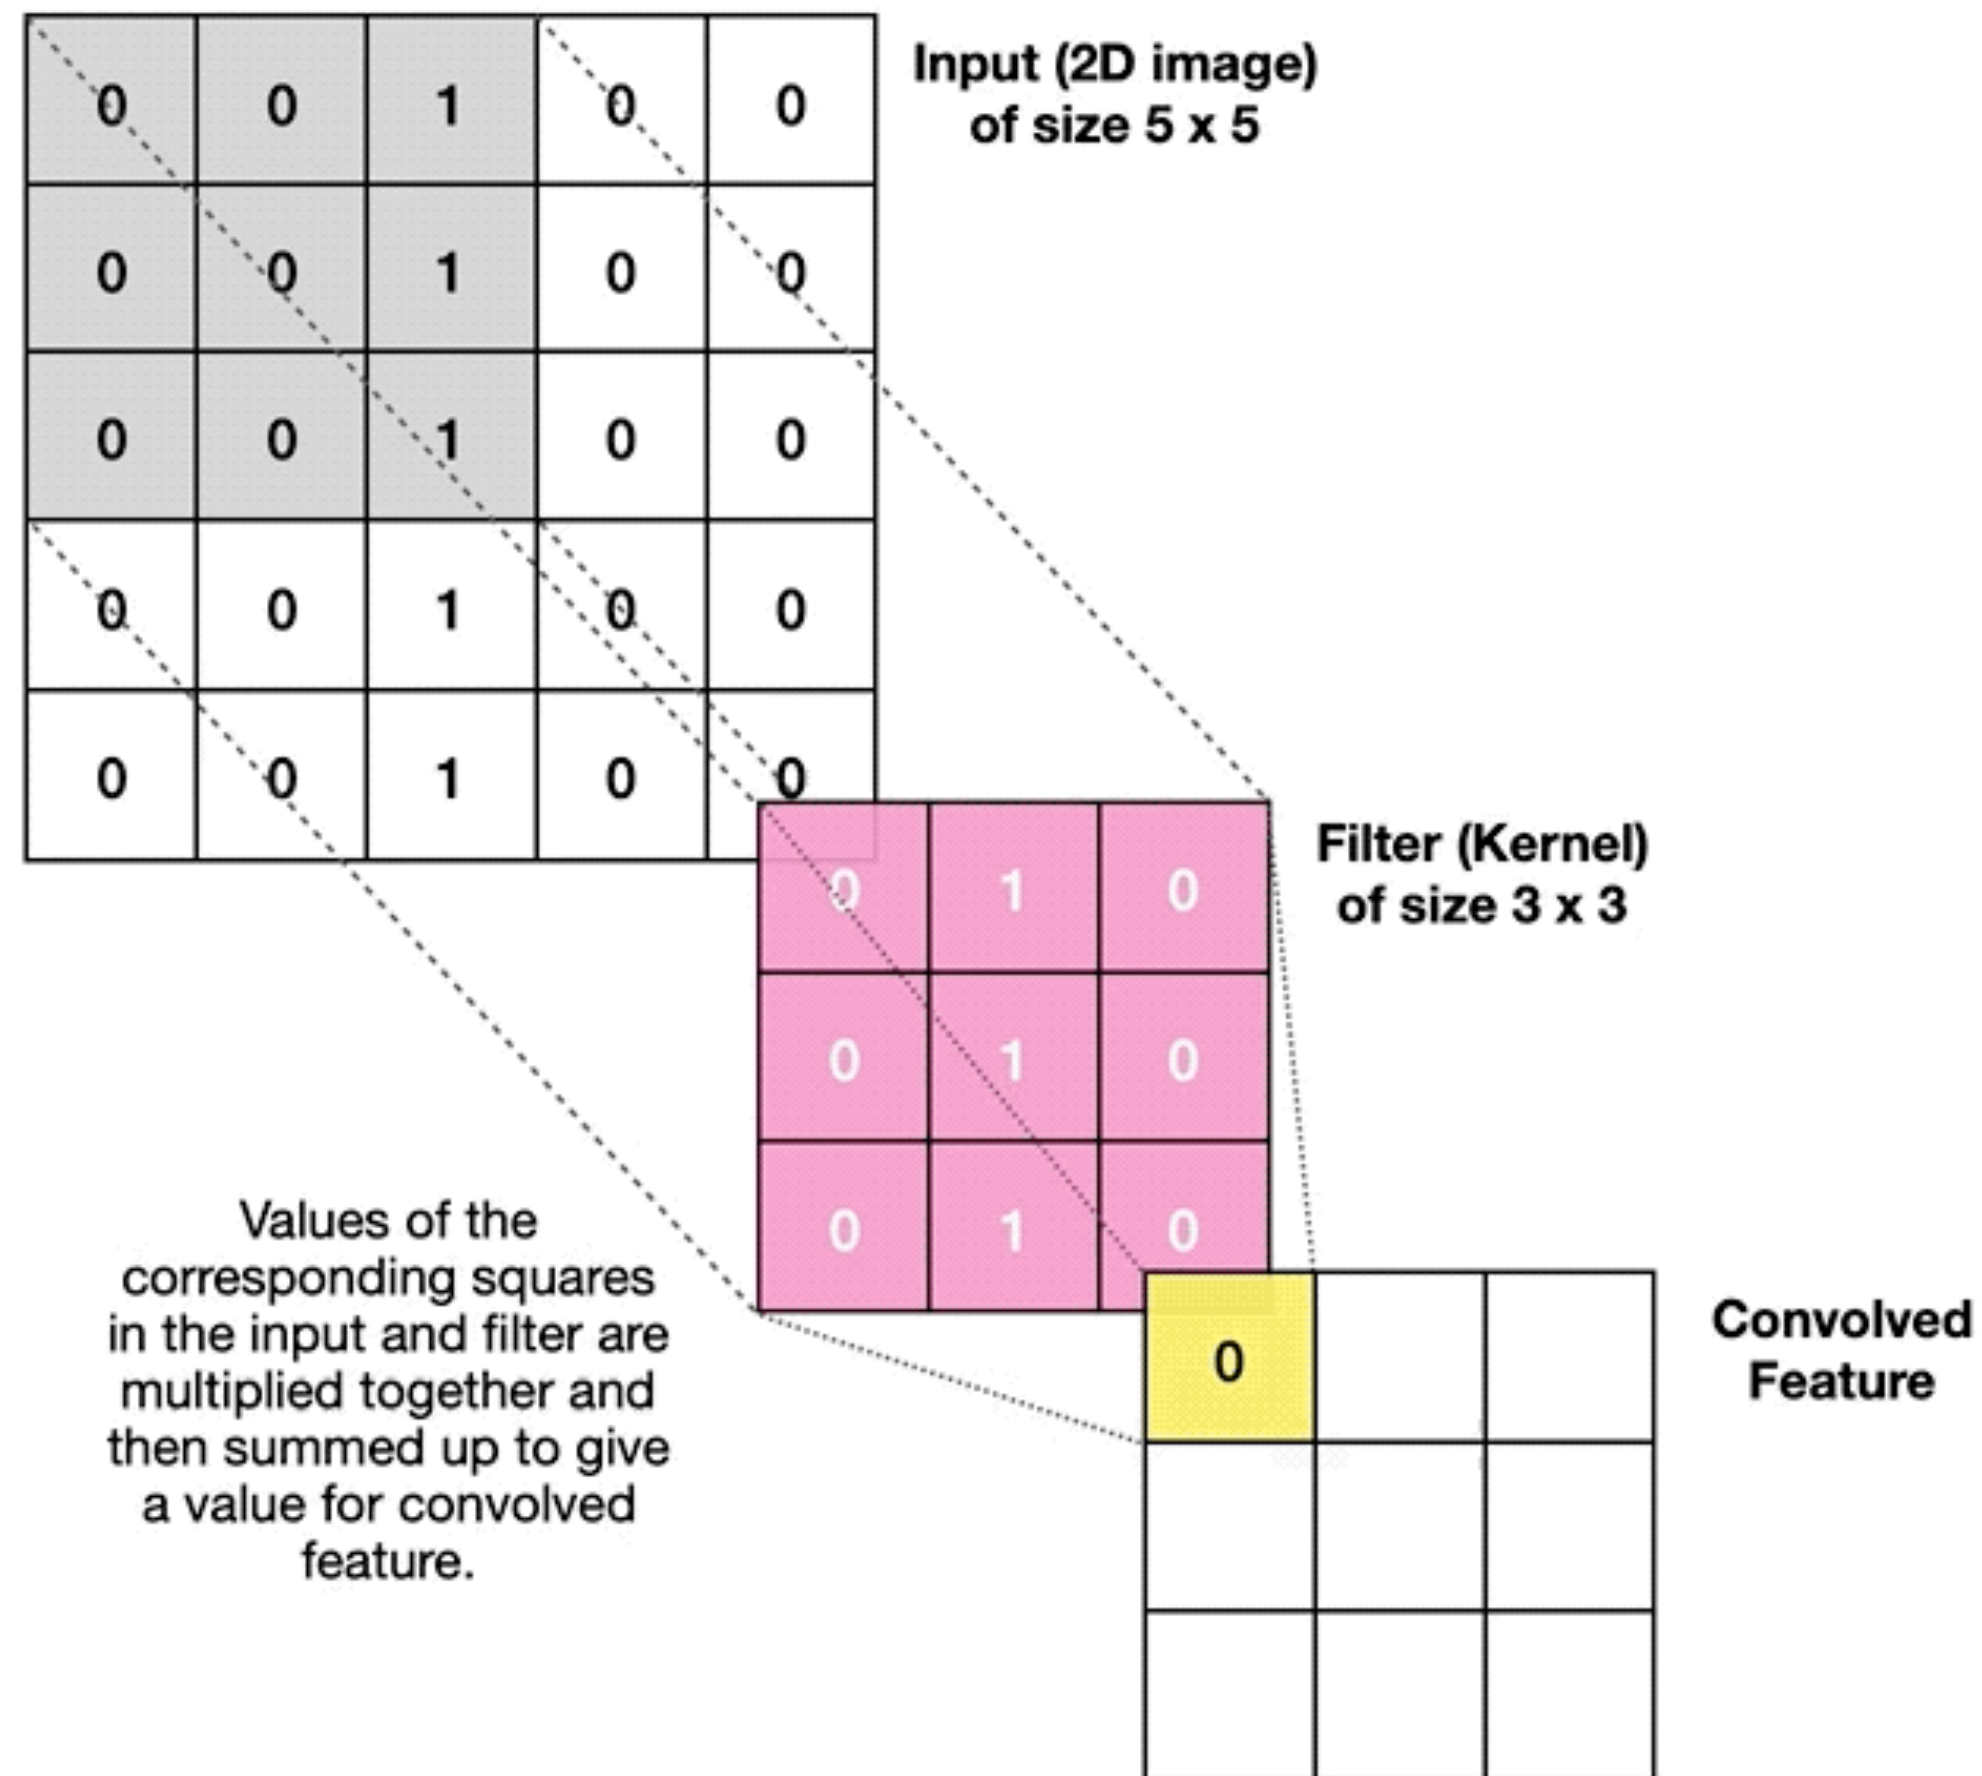 0 0 1 0 0
Input (2D image)
of size 5 x 5
0 0 1 0 0
0 0 1 0 0
0 0 1 0 0
0 0 1 0 0
Filter (Kernel)
of size 3 x 3
0 1 0
0 1 0
0 1 0
Values of the
corresponding squares
in the input and filter are
multiplied together and
then summed up to give
a value for convolved
feature.
0
Convolved
Feature